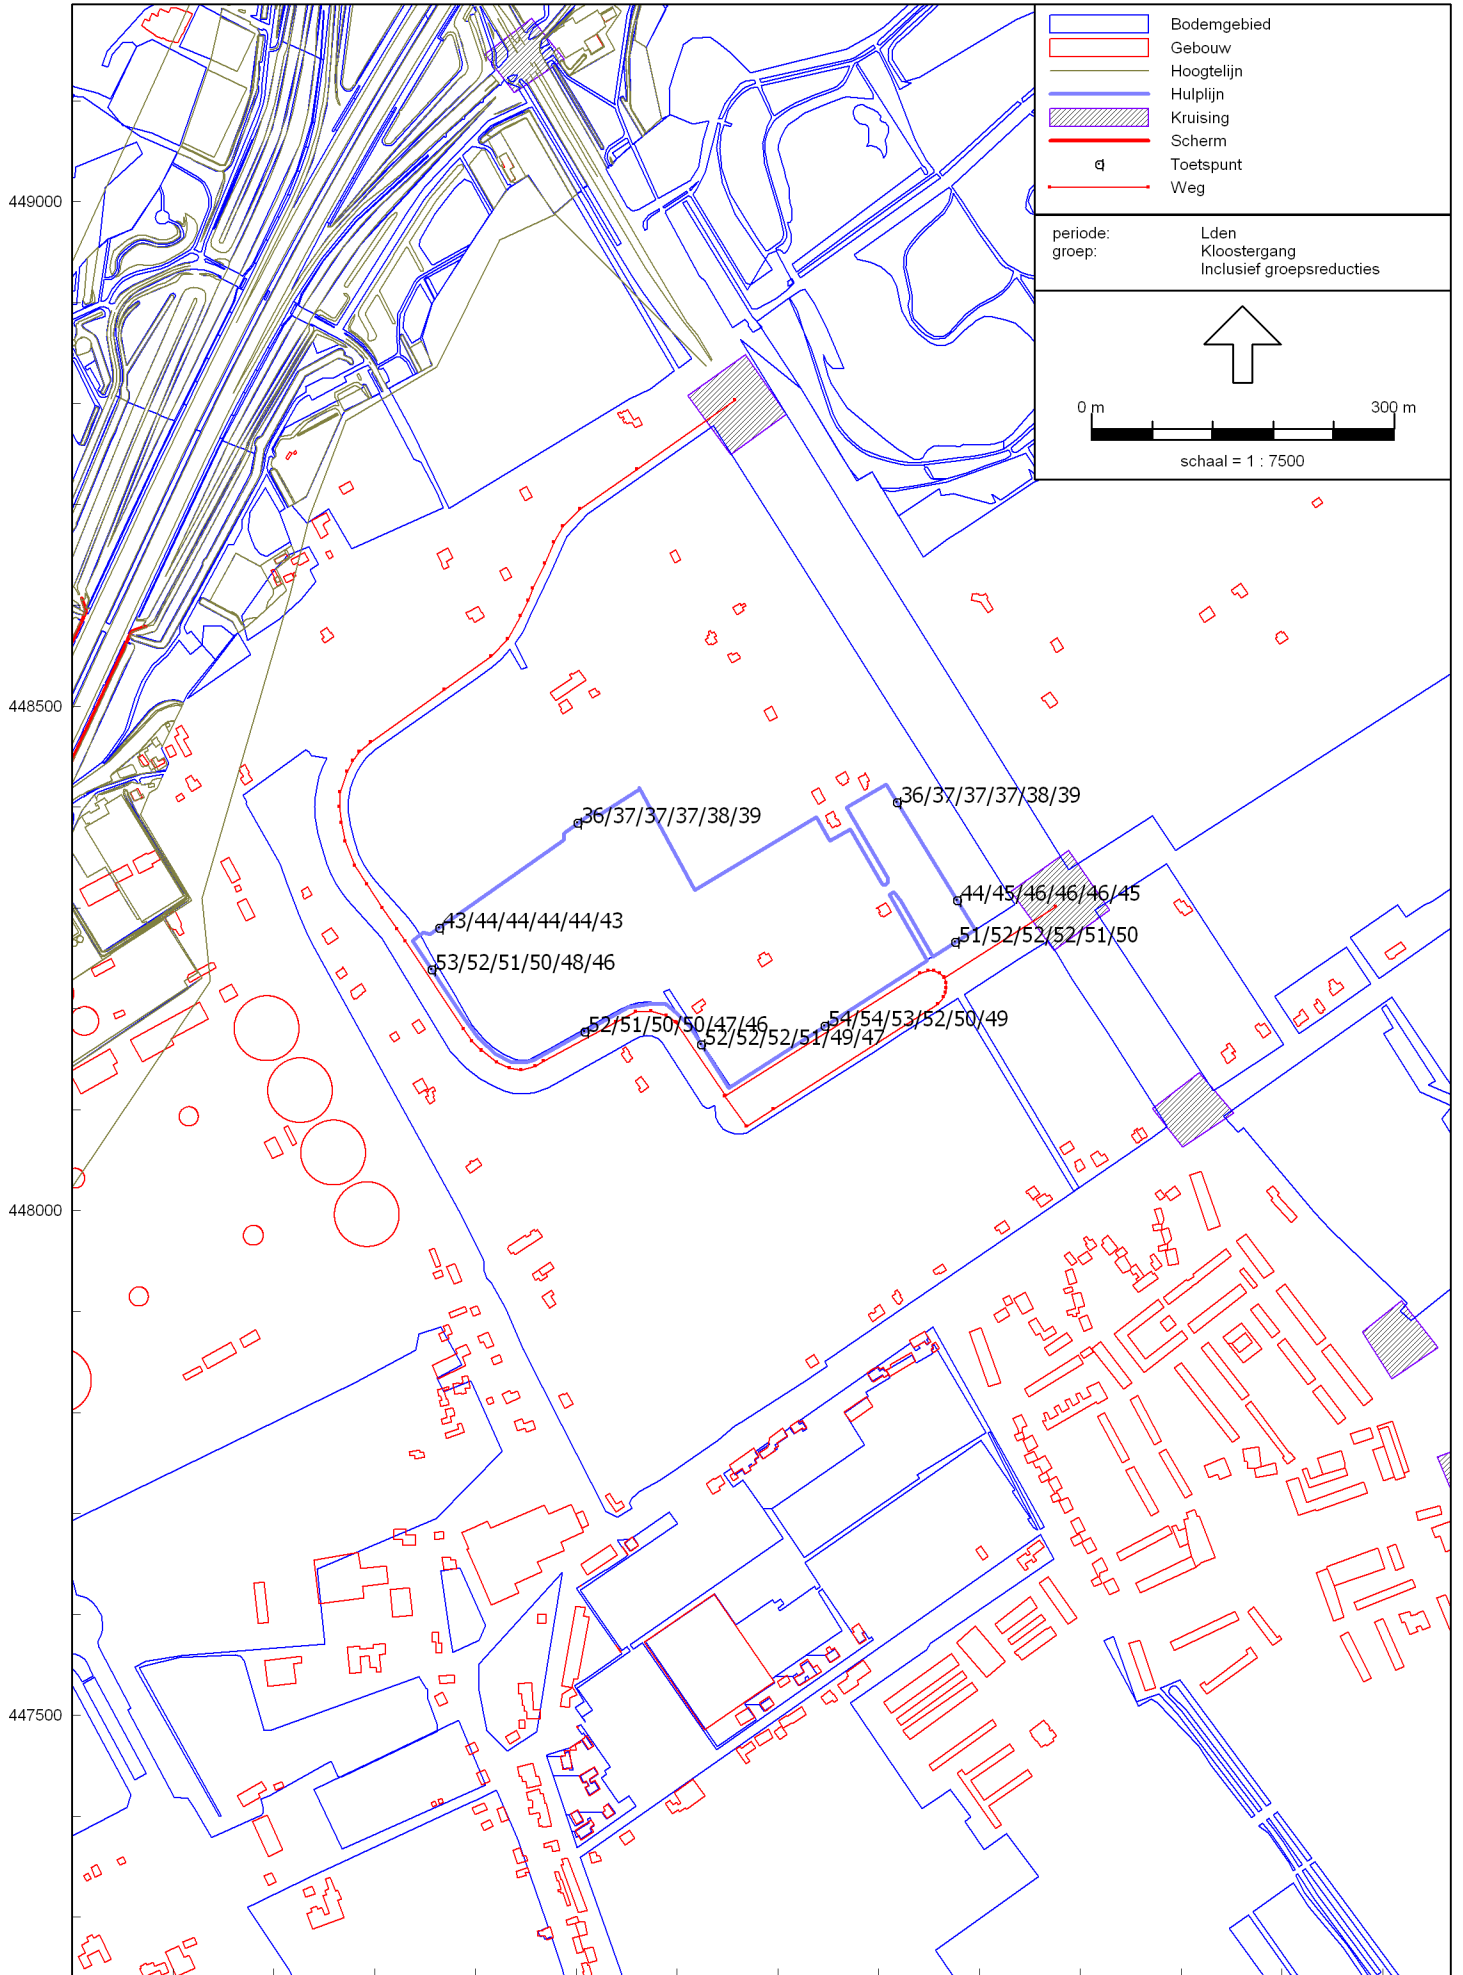 Bodemgebied
Gebouw
Hoogtelijn
Hulplijn
Kruising
Scherm
Toetspunt
Weg
periode: Lden
groep: Kloostergang
Inclusief groepsreducties
0 m 300 m
schaal = 1 : 7500
449000
448500
36/37/37/37/38/39
36/37/37/37/38/39
44/45/46/46/46/45
43/44/44/44/44/43
51/52/52/52/51/50
53/52/51/50/48/46
54/54/53/52/50/49
52/51/50/50/47/46
52/52/52/51/49/47
448000
447500